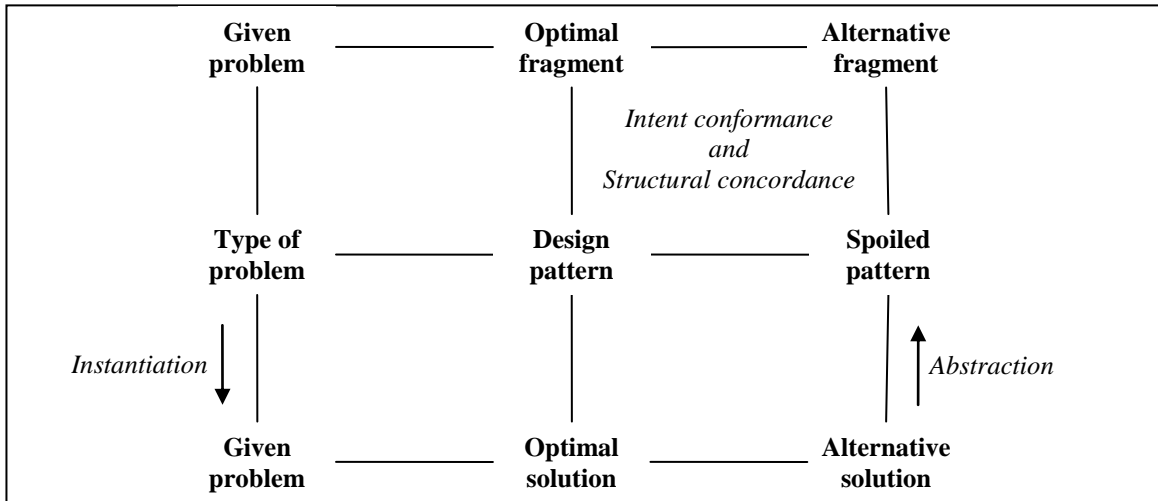 Given
problem
Optimal
fragment
Alternative
fragment
Intent conformance
and
Structural concordance
Type of
problem
Design
pattern
Spoiled
pattern
Instantiation
Abstraction
Given
problem
Optimal
solution
Alternative
solution